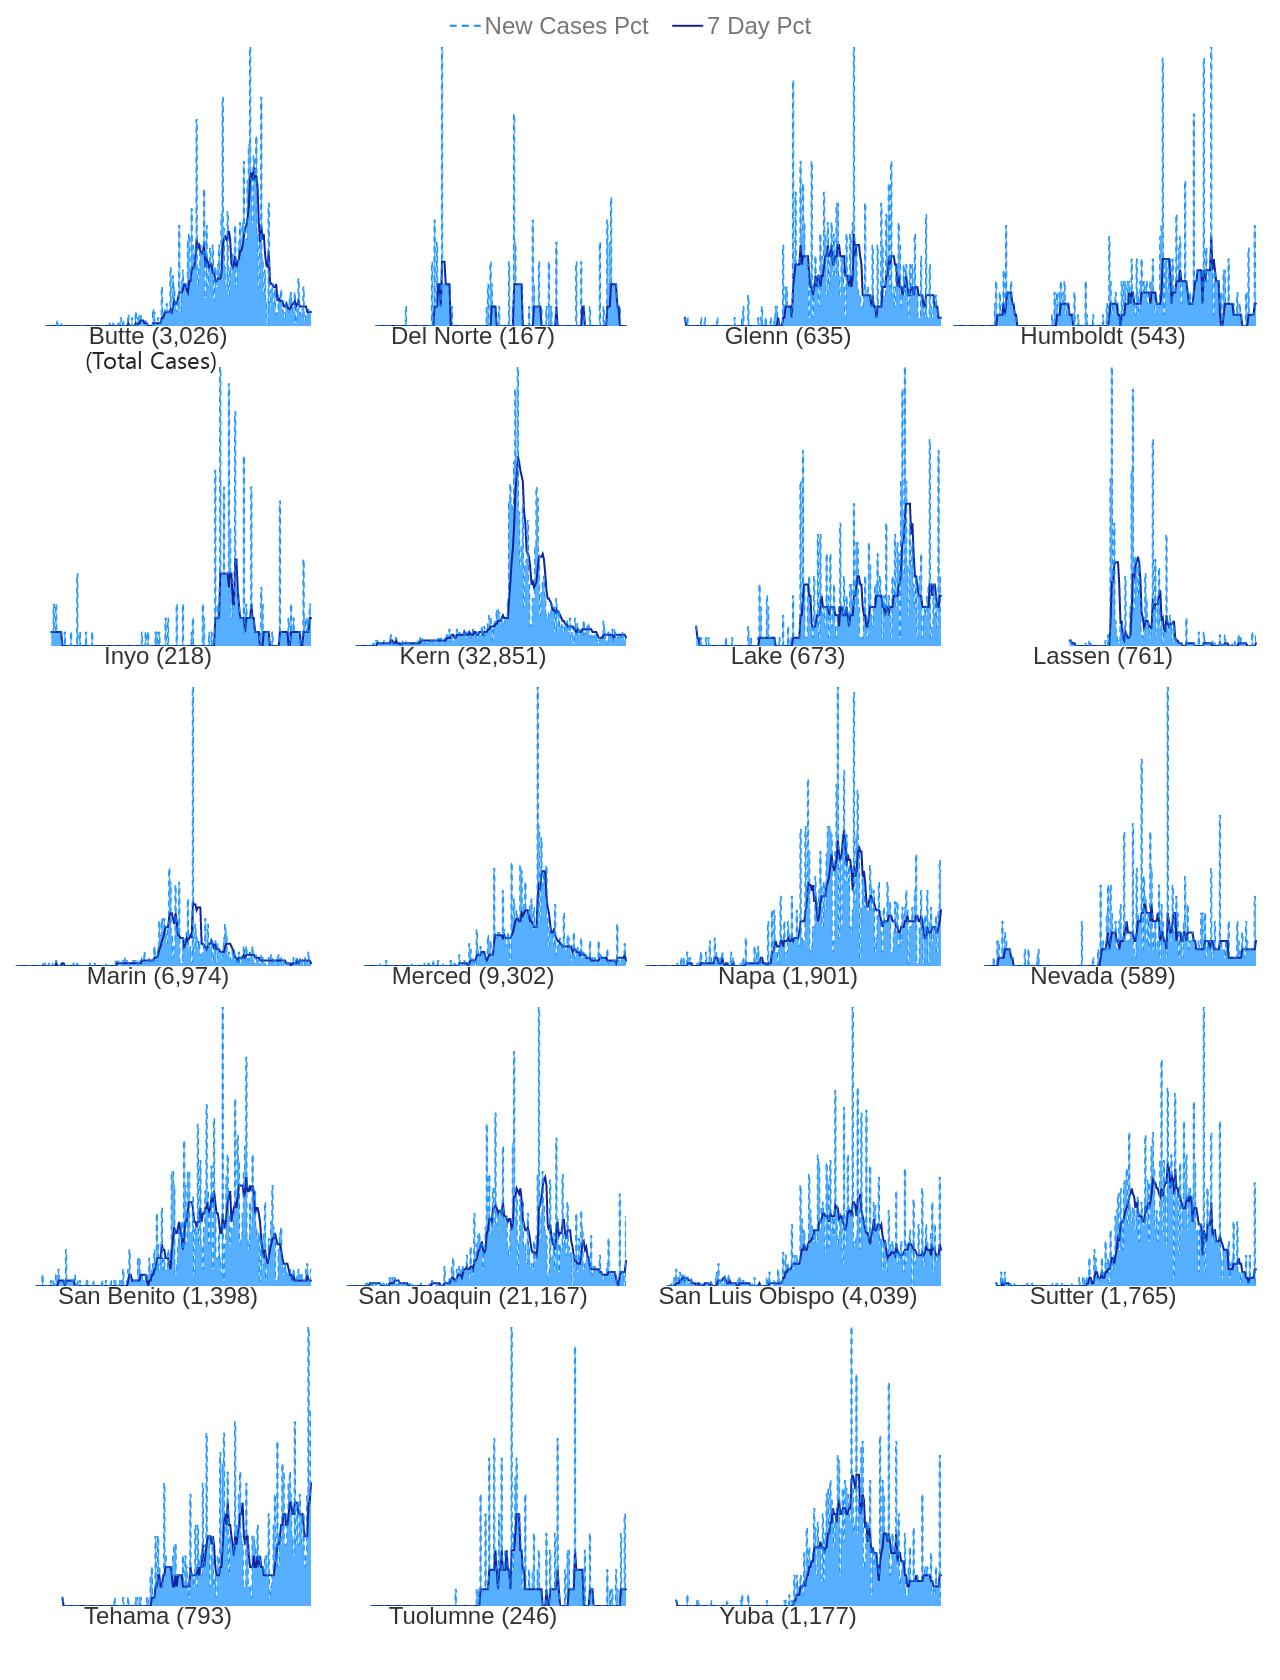 New Cases Pct 7 Day Pct
Butte (3,026) Del Norte (167) Glenn (635) Humboldt (543)
(Total Cases)
Inyo (218) Kern (32,851) Lake (673) Lassen (761)
Marin (6,974) Merced (9,302) Napa (1,901) Nevada (589)
San Benito (1,398) San Joaquin (21,167) San Luis Obispo (4,039) Sutter (1,765)
Tehama (793) Tuolumne (246) Yuba (1,177)